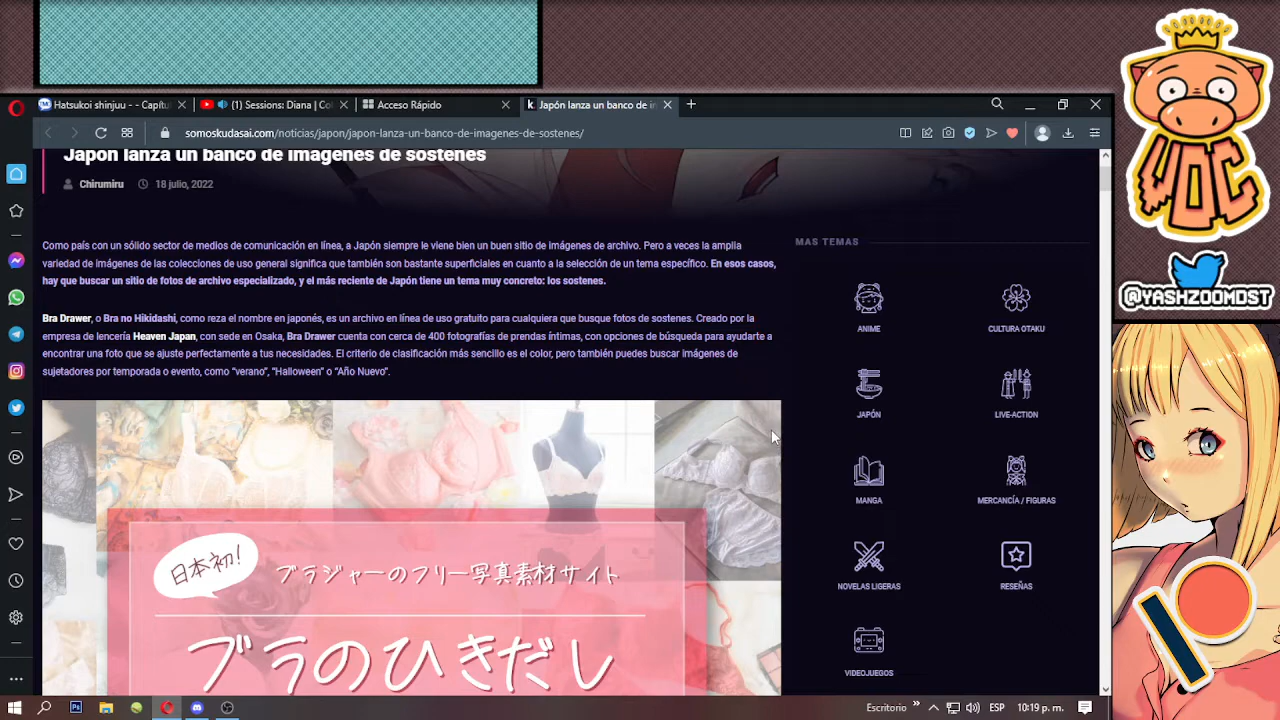 Hatsukoi shinjuu - - Capítu
(1) Sessions: Diana | Col
Acceso Rápido
Japón lanza un banco de im
somoskudasai.com/noticias/japon/japon-lanza-un-banco-de-imagenes-de-sostenes/
Japón lanza un banco de imágenes de sostenes
Chirumiru
18 julio, 2022
Como país con un sólido sector de medios de comunicación en línea, a Japón siempre le viene bien un buen sitio de imágenes de archivo. Pero a veces la amplia
variedad de imágenes de las colecciones de uso general significa que también son bastante superficiales en cuanto a la selección de un tema específico. En esos casos,
hay que buscar un sitio de fotos de archivo especializado, y el más reciente de Japón tiene un tema muy concreto: los sostenes.
Bra Drawer, o Bra no Hikidashi, como reza el nombre en japonés, es un archivo en línea de uso gratuito para cualquiera que busque fotos de sostenes. Creado por la
empresa de lencería Heaven Japan, con sede en Osaka, Bra Drawer cuenta con cerca de 400 fotografías de prendas íntimas, con opciones de búsqueda para ayudarte a
encontrar una foto que se ajuste perfectamente a tus necesidades. El criterio de clasificación más sencillo es el color, pero también puedes buscar imágenes de
sujetadores por temporada o evento, como “verano”, “Halloween” o “Año Nuevo”.
日本初!
ブラジャーのフリー写真素材サイト
ブラのひきだし
MAS TEMAS
ANIME
CULTURA OTAKU
JAPÓN
LIVE-ACTION
MANGA
MERCANCÍA / FIGURAS
NOVELAS LIGERAS
RESEÑAS
VIDEOJUEGOS
WOC
@YASHZOOMDST
Escritorio
ESP
10:19 p. m.